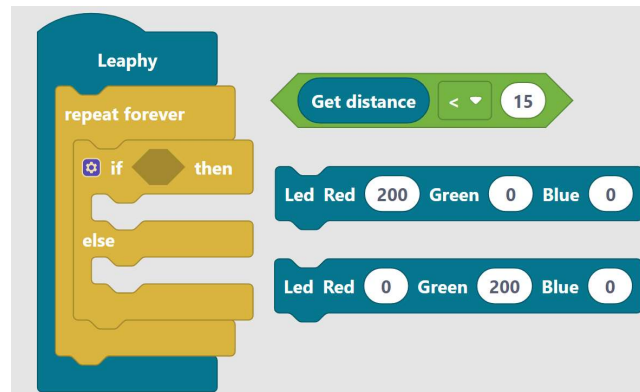 Leaphy
repeat forever
if then
else
Get distance < 15
Led Red 200 Green 0 Blue 0
Led Red 0 Green 200 Blue 0